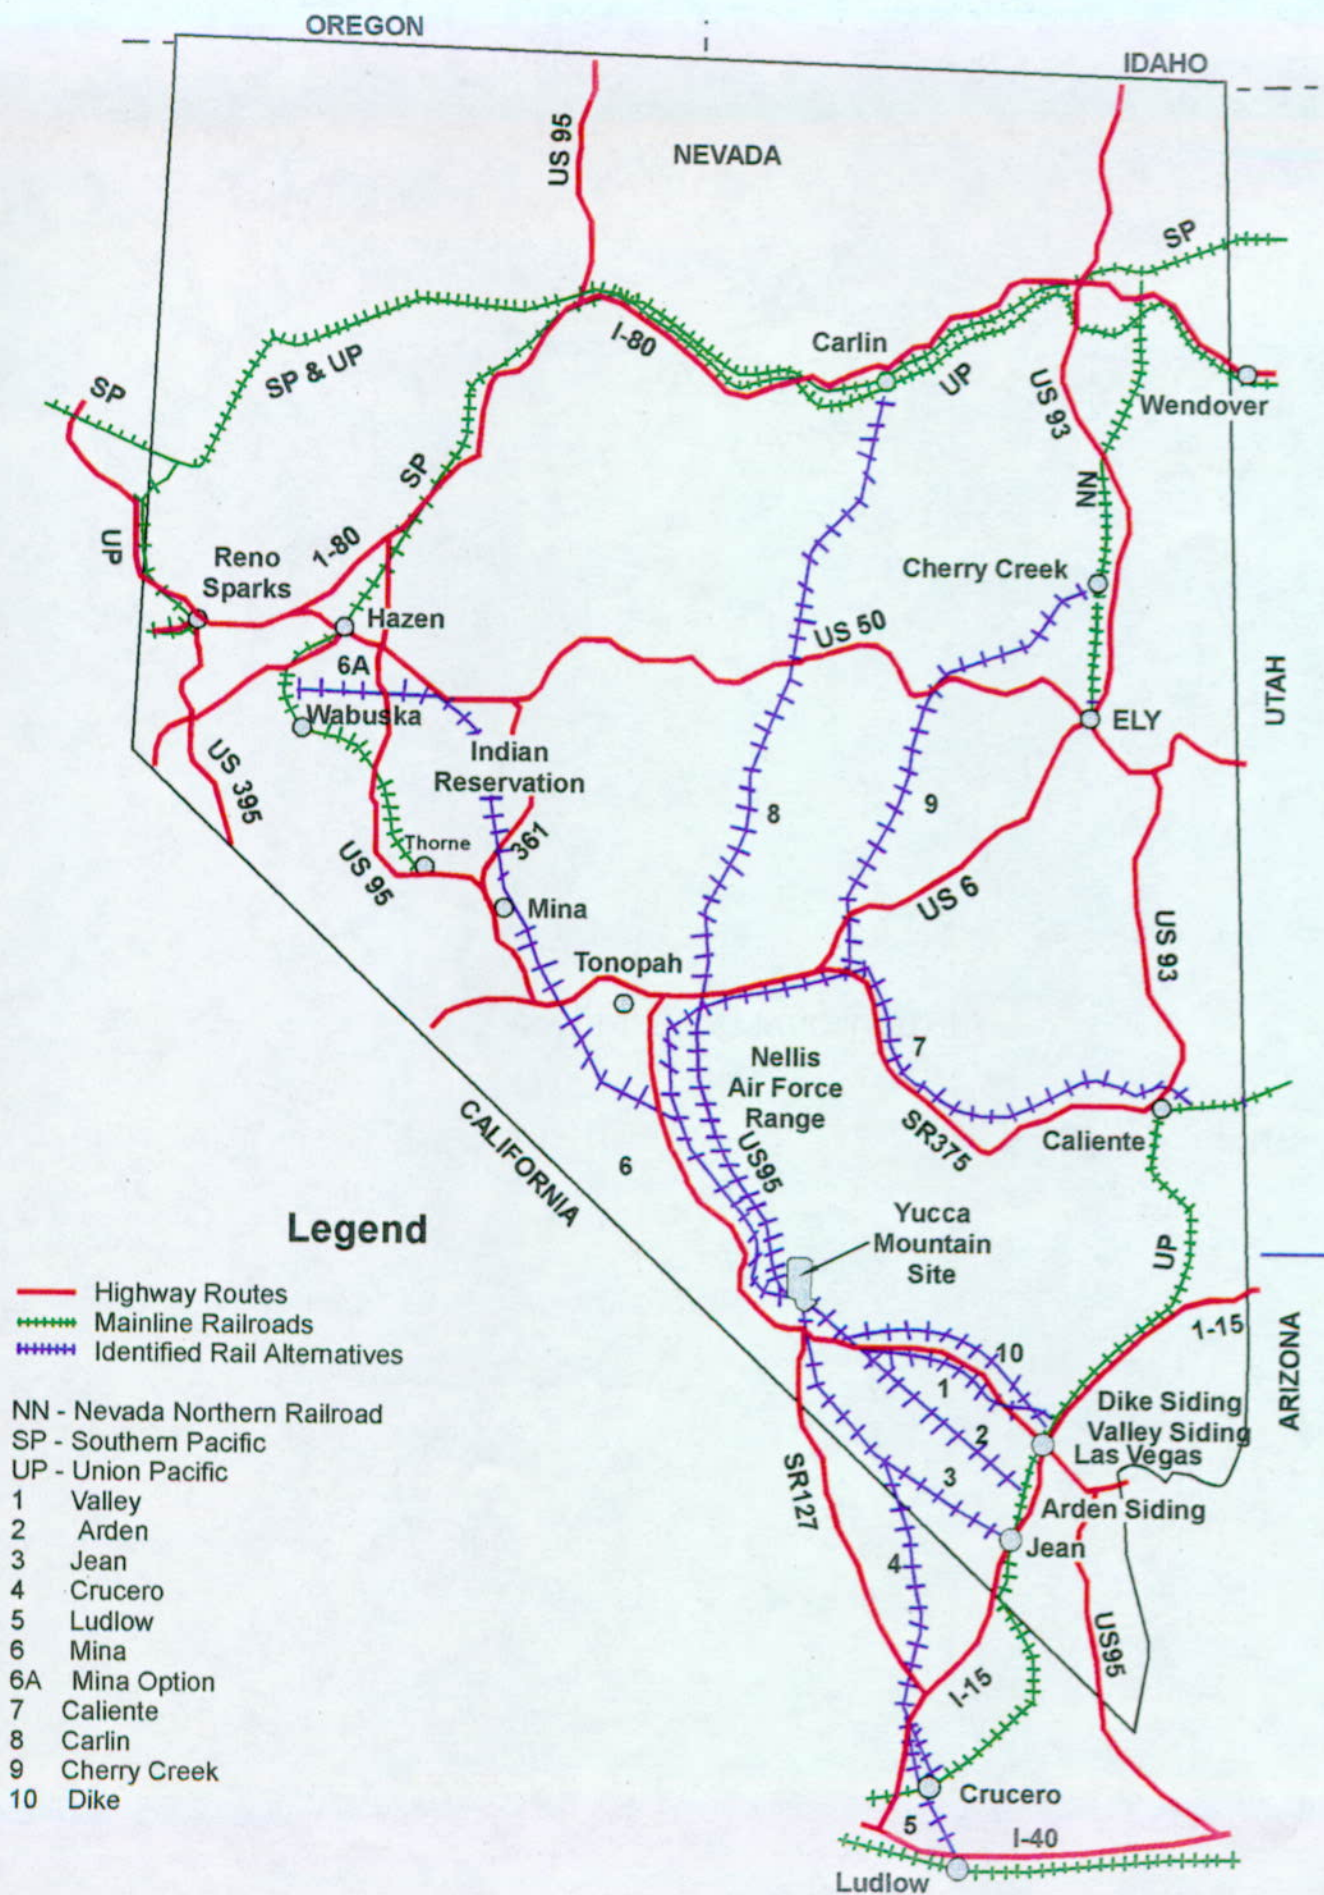 OREGON
IDAHO
US 95
NEVADA
SP
I-80
Carlin
SP & UP
UP
SP
US 93
Wendover
SP
NN
UP
Reno
Sparks
1-80
Cherry Creek
Hazen
US 50
6A
UTAH
Wabuska
ELY
Indian
Reservation
US 395
8
9
Thorne
361
US 95
US 6
Mina
US 93
Tonopah
7
Nellis
Air Force
Range
SR375
Caliente
CALIFORNIA
US95
6
Yucca
Mountain
Site
UP
Legend
Highway Routes
Mainline Railroads
Identified Rail Alternatives
1-15
ARIZONA
10
1
Dike Siding
Valley Siding
Las Vegas
2
3
SR127
Arden Siding
Jean
4
US95
I-15
Crucero
5
I-40
Ludlow
NN - Nevada Northern Railroad
SP - Southern Pacific
UP - Union Pacific
1 Valley
2 Arden
3 Jean
4 Crucero
5 Ludlow
6 Mina
6A Mina Option
7 Caliente
8 Carlin
9 Cherry Creek
10 Dike